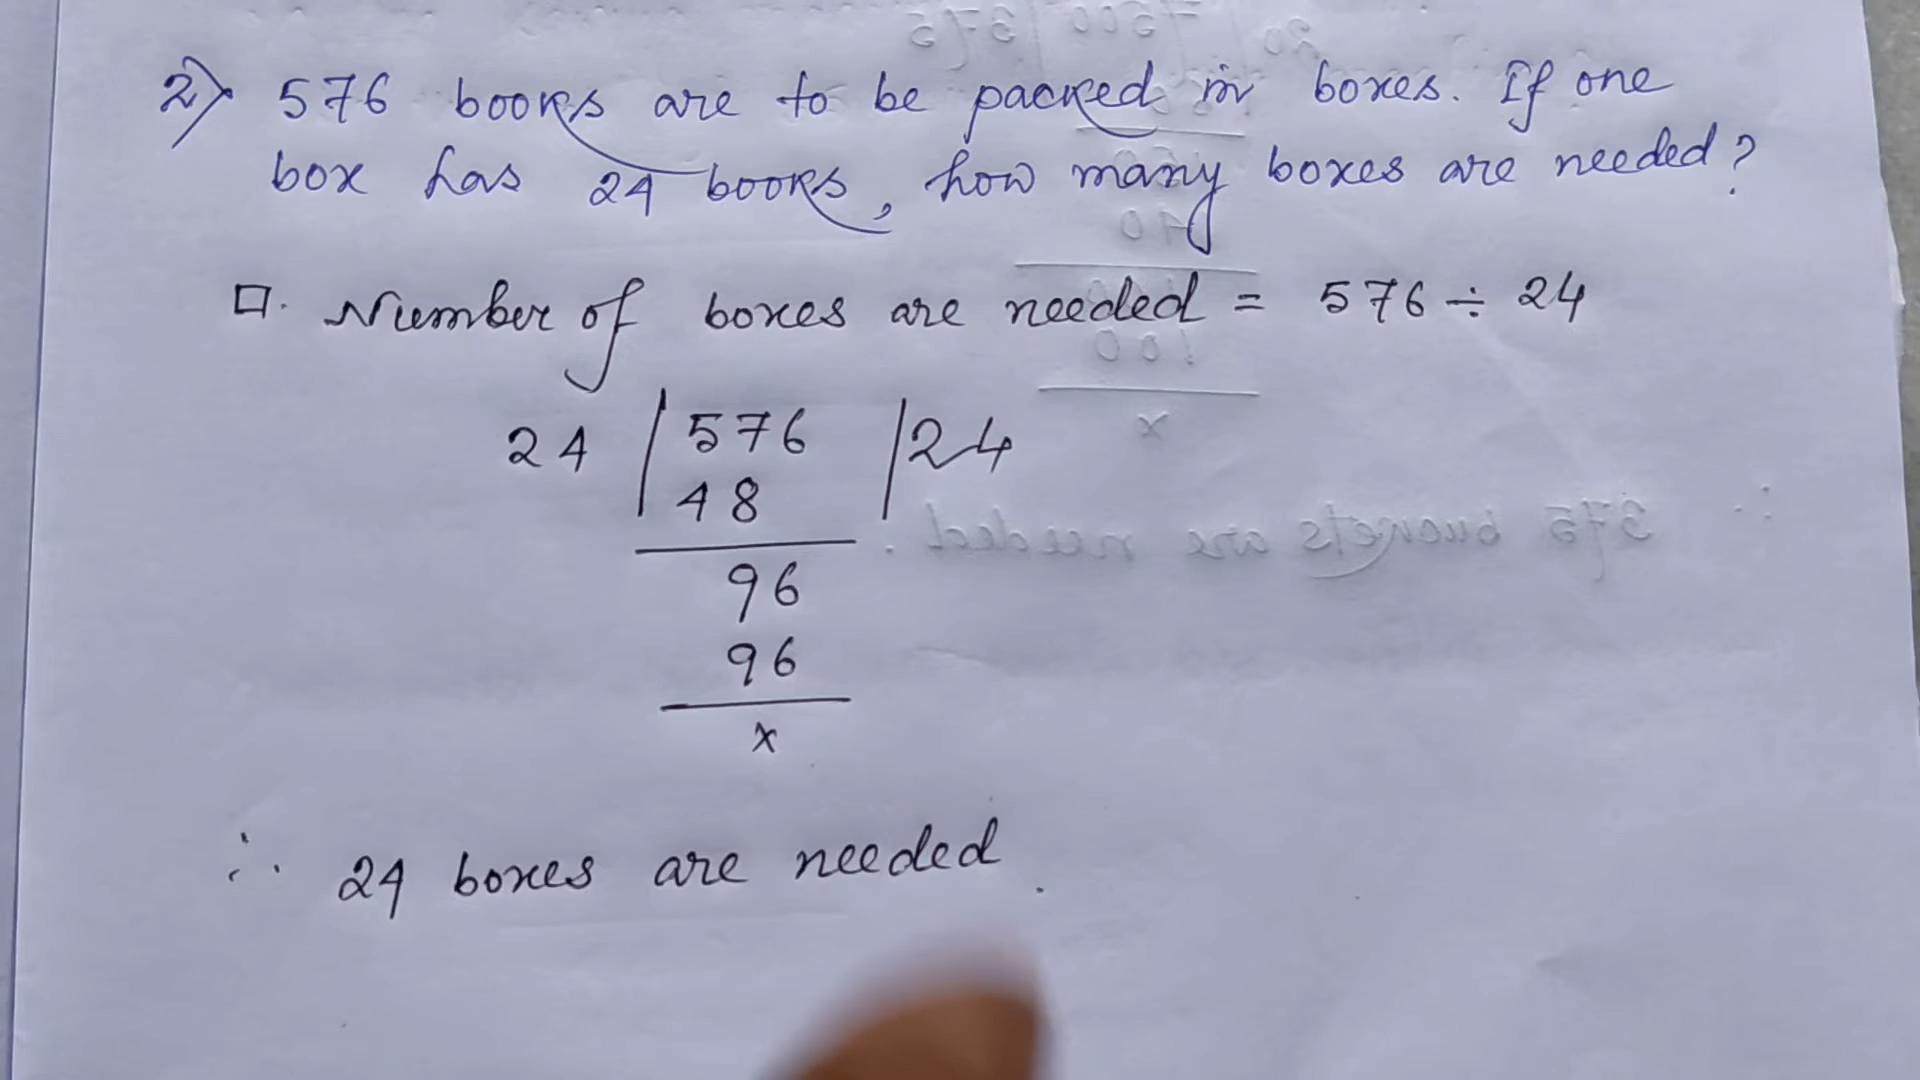 2) 576 books are to be packed in boxes. If one
box has 24 books, how many boxes are needed?
□. Number of boxes are needed = 576 ÷ 24
24 | 576 | 24
48
96
96
x
∴ 24 boxes are needed.